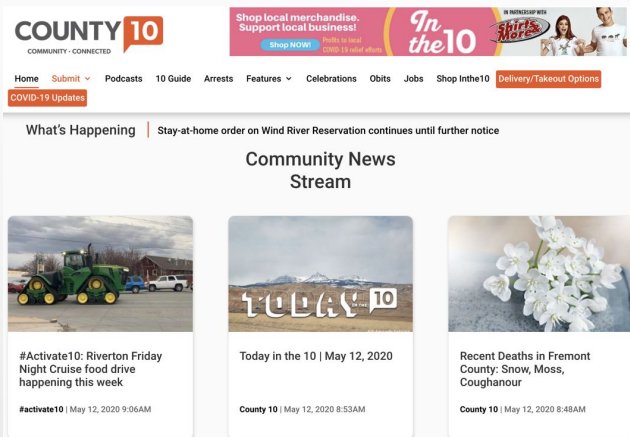 COUNTY 10
COMMUNITY · CONNECTED
Shop local merchandise.
Support local business!
Shop NOW!
Profits to local
COVID-19 relief efforts
In
the10
IN PARTNERSHIP WITH
Shirts
More
Home Submit Podcasts 10 Guide Arrests Features Celebrations Obits Jobs Shop Inthe10 Delivery/Takeout Options
COVID-19 Updates
What's Happening Stay-at-home order on Wind River Reservation continues until further notice
Community News
Stream
TODAY IN THE 10
#Activate10: Riverton Friday
Night Cruise food drive
happening this week
#activate10 | May 12, 2020 9:06AM
Today in the 10 | May 12, 2020
County 10 | May 12, 2020 8:53AM
Recent Deaths in Fremont
County: Snow, Moss,
Coughanour
County 10 | May 12, 2020 8:48AM